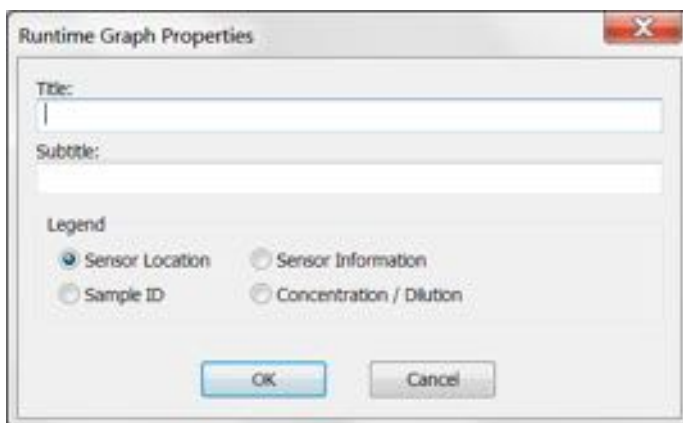 Runtime Graph Properties
Title:
Subtitle:
Legend
Sensor Location
Sensor Information
Sample ID
Concentration / Dilution
OK
Cancel